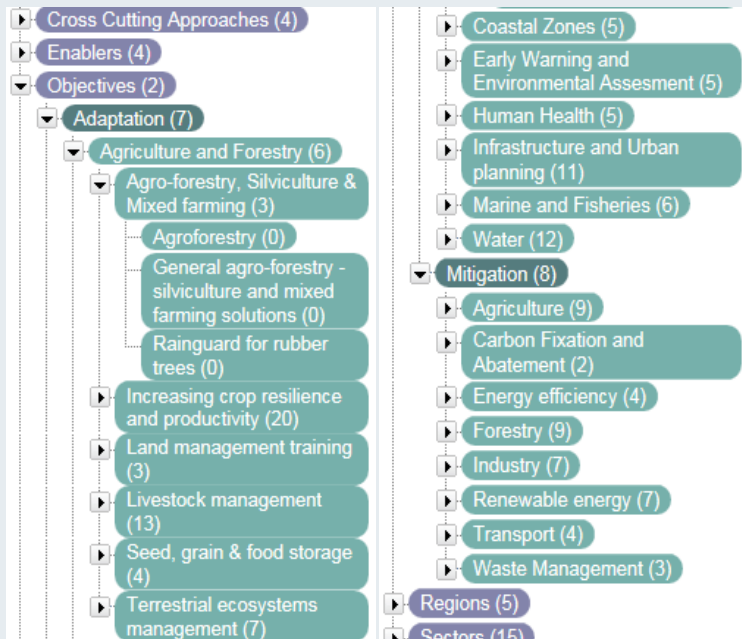 Cross Cutting Approaches (4)
Enablers (4)
Objectives (2)
Adaptation (7)
Agriculture and Forestry (6)
Agro-forestry, Silviculture &
Mixed farming (3)
Agroforestry (0)
General agro-forestry -
silviculture and mixed
farming solutions (0)
Rainguard for rubber
trees (0)
Increasing crop resilience
and productivity (20)
Land management training
(3)
Livestock management
(13)
Seed, grain & food storage
(4)
Terrestrial ecosystems
management (7)
Coastal Zones (5)
Early Warning and
Environmental Assesment (5)
Human Health (5)
Infrastructure and Urban
planning (11)
Marine and Fisheries (6)
Water (12)
Mitigation (8)
Agriculture (9)
Carbon Fixation and
Abatement (2)
Energy efficiency (4)
Forestry (9)
Industry (7)
Renewable energy (7)
Transport (4)
Waste Management (3)
Regions (5)
Sectors (15)